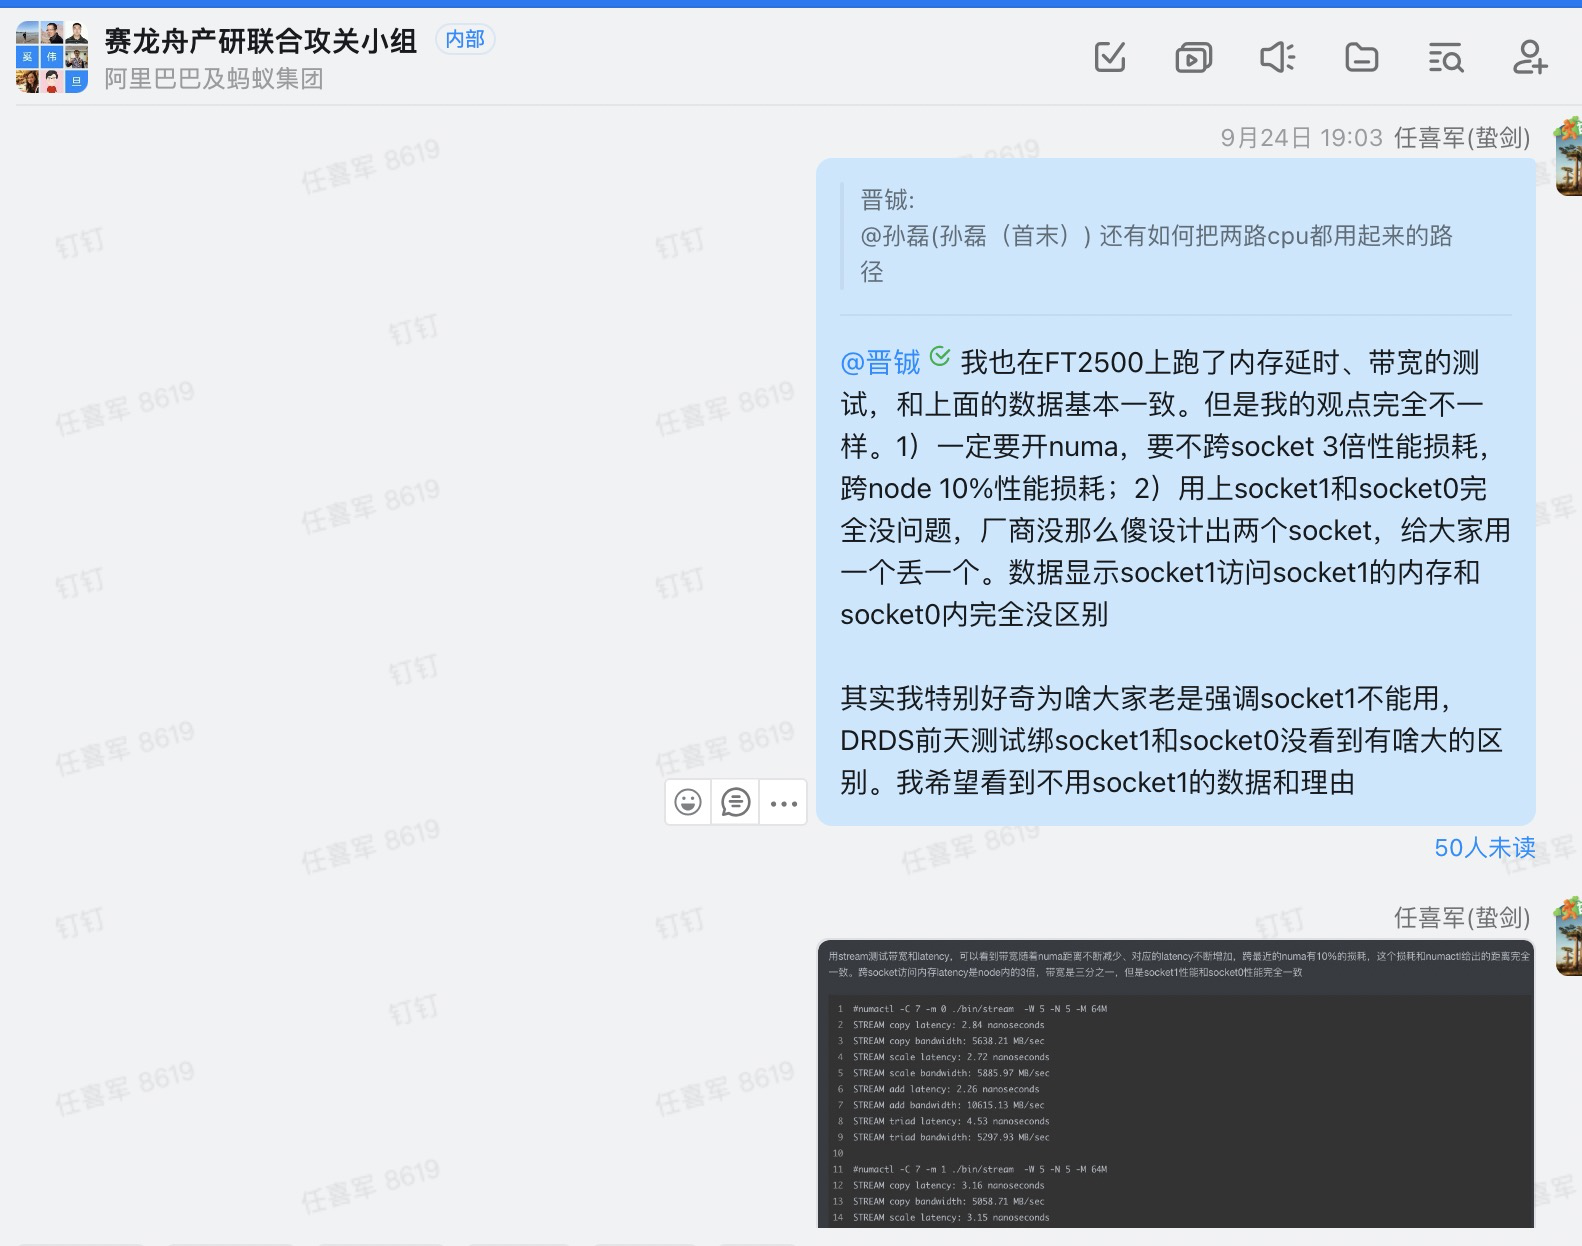 赛龙舟产研联合攻关小组 内部
阿里巴巴及蚂蚁集团
奚 伟
旦
9月24日 19:03 任喜军(蛰剑)
晋钺:
@孙磊(孙磊（首末）) 还有如何把两路cpu都用起来的路
径
@晋钺 我也在FT2500上跑了内存延时、带宽的测
试，和上面的数据基本一致。但是我的观点完全不一
样。1）一定要开numa，要不跨socket 3倍性能损耗，
跨node 10%性能损耗；2）用上socket1和socket0完
全没问题，厂商没那么傻设计出两个socket，给大家用
一个丢一个。数据显示socket1访问socket1的内存和
socket0内完全没区别
其实我特别好奇为啥大家老是强调socket1不能用，
DRDS前天测试绑socket1和socket0没看到有啥大的区
别。我希望看到不用socket1的数据和理由
50人未读
任喜军(蛰剑)
用stream测试带宽和latency，可以看到带宽随着numa距离不断减少、对应的latency不断增加，跨最近的numa有10%的损耗，这个损耗和numactl给出的距离完全
一致。跨socket访问内存latency是node内的3倍，带宽是三分之一，但是socket1性能和socket0性能完全一致
1 #numactl -C 7 -m 0 ./bin/stream  -W 5 -N 5 -M 64M
2 STREAM copy latency: 2.84 nanoseconds
3 STREAM copy bandwidth: 5638.21 MB/sec
4 STREAM scale latency: 2.72 nanoseconds
5 STREAM scale bandwidth: 5885.97 MB/sec
6 STREAM add latency: 2.26 nanoseconds
7 STREAM add bandwidth: 10615.13 MB/sec
8 STREAM triad latency: 4.53 nanoseconds
9 STREAM triad bandwidth: 5297.93 MB/sec
10
11 #numactl -C 7 -m 1 ./bin/stream  -W 5 -N 5 -M 64M
12 STREAM copy latency: 3.16 nanoseconds
13 STREAM copy bandwidth: 5058.71 MB/sec
14 STREAM scale latency: 3.15 nanoseconds
任喜军 8619
钉钉